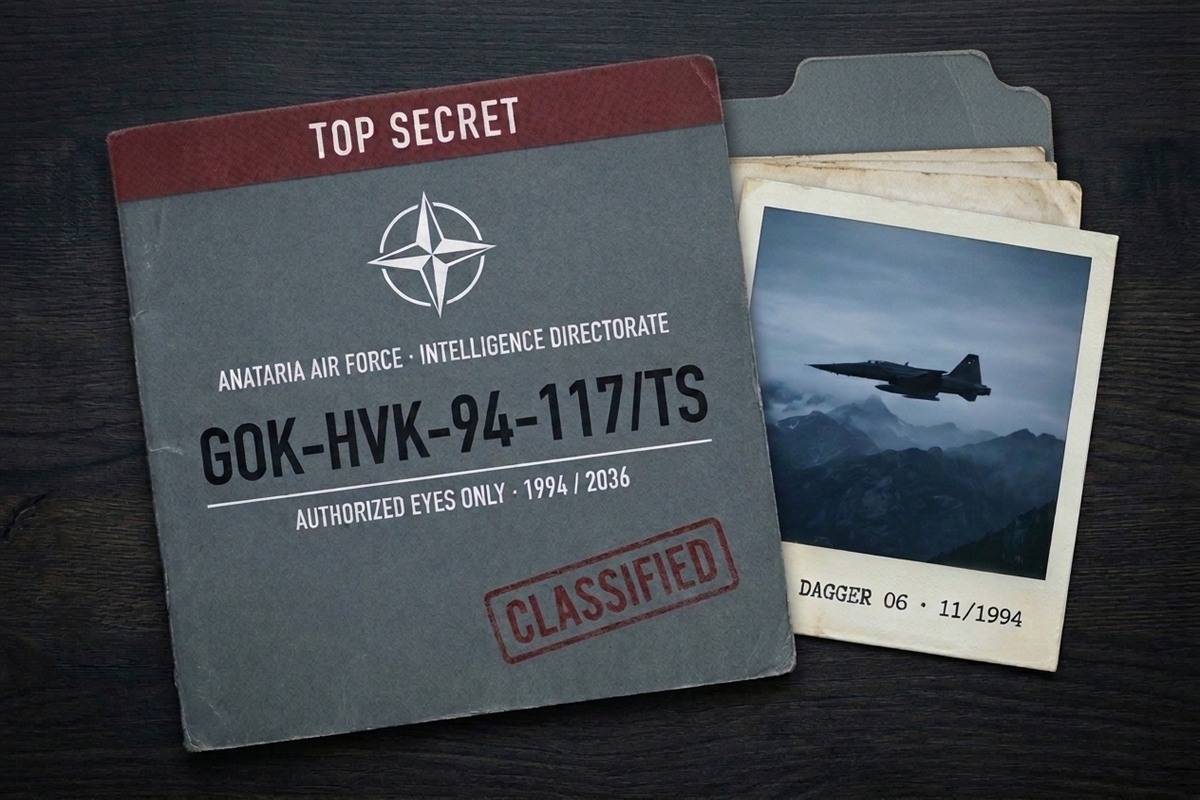 TOP SECRET
ANATARIA AIR FORCE · INTELLIGENCE DIRECTORATE
GOK-HVK-94-117/TS
AUTHORIZED EYES ONLY · 1994 / 2036
CLASSIFIED
DAGGER 06 · 11/1994